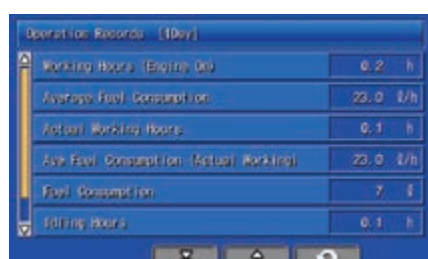 Operation Records [1Day]
Working Hours (Engine On) 0.2 h
Average Fuel Consumption 23.0 ℓ/h
Actual Working Hours 0.1 h
Ave Fuel Consumption (Actual Working) 23.0 ℓ/h
Fuel Consumption 7 ℓ
Idling Hours 0.1 h